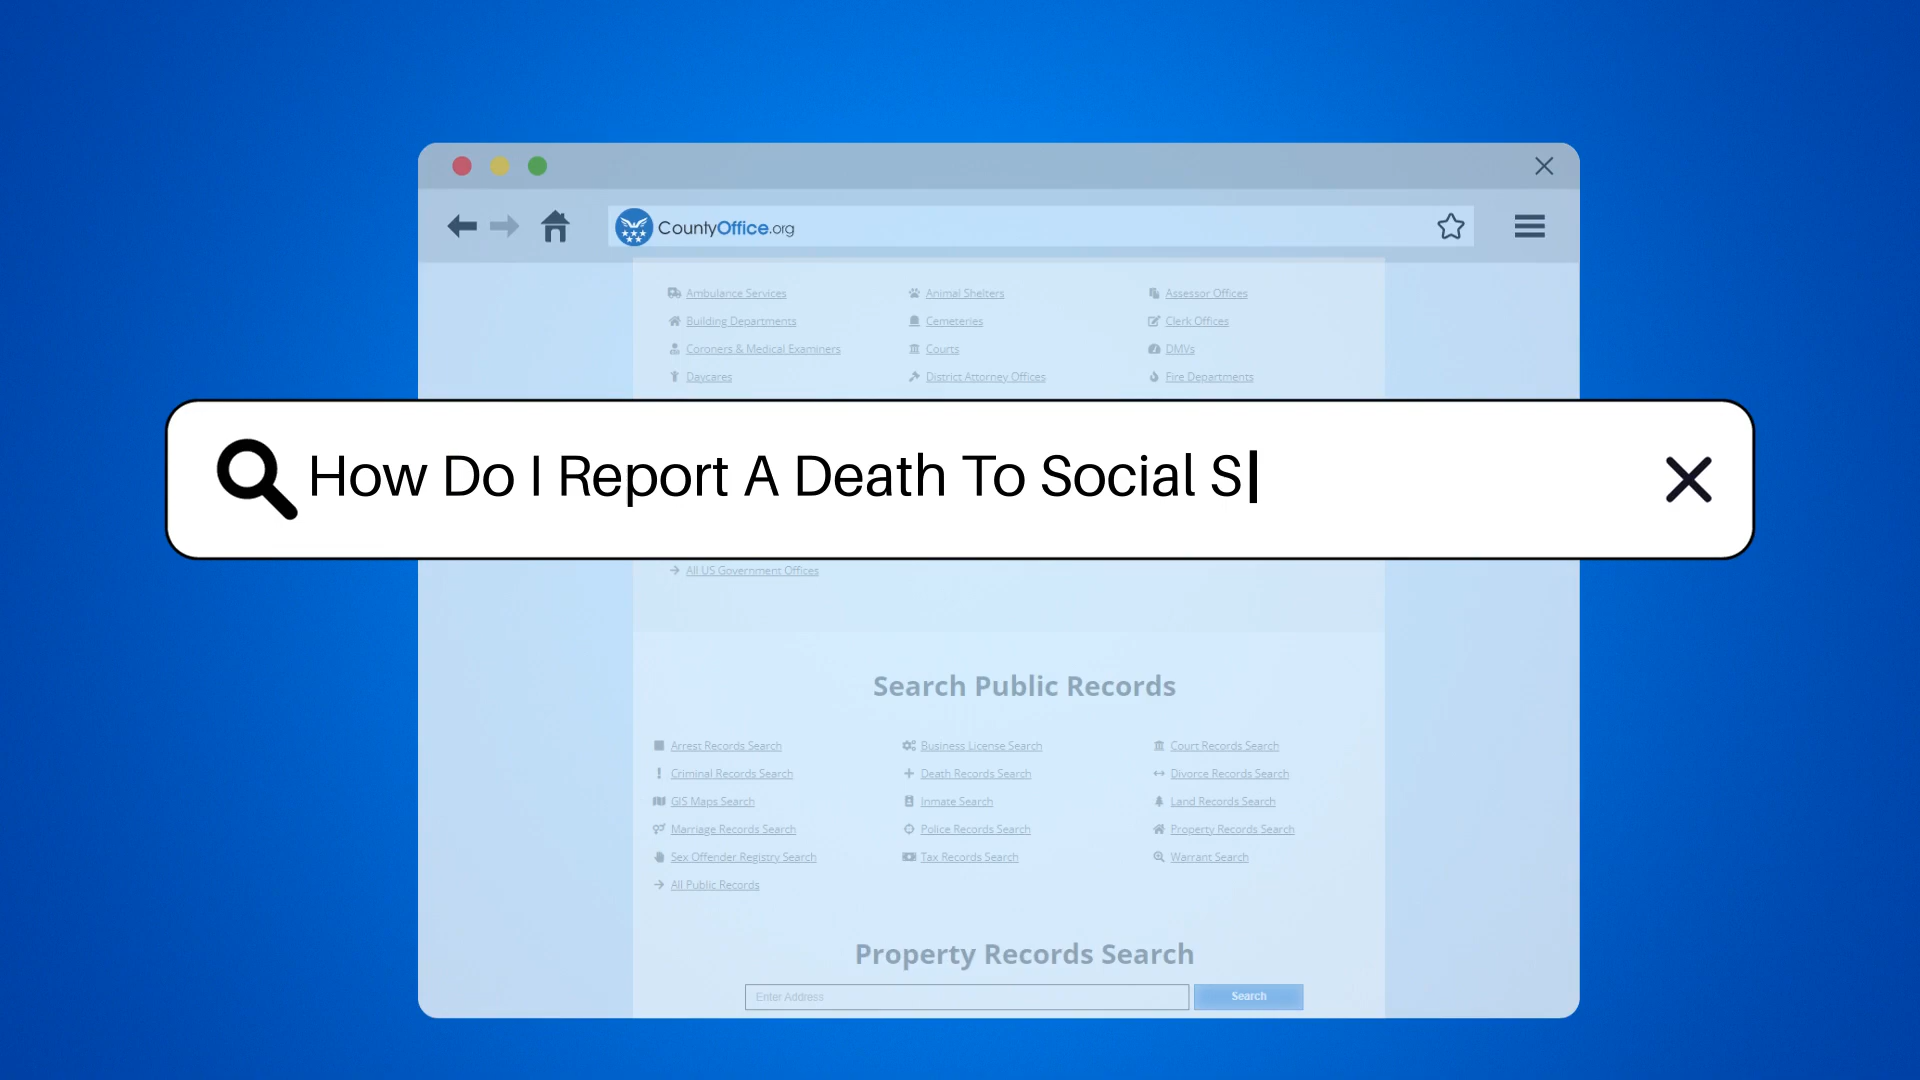 CountyOffice.org
Ambulance Services Animal Shelters Assessor Offices
Building Departments Cemeteries Clerk Offices
Coroners & Medical Examiners Courts DMVs
Daycares District Attorney Offices Fire Departments
How Do I Report A Death To Social S
All US Government Offices
Search Public Records
Arrest Records Search Business License Search Court Records Search
Criminal Records Search Death Records Search Divorce Records Search
GIS Maps Search Inmate Search Land Records Search
Marriage Records Search Police Records Search Property Records Search
Sex Offender Registry Search Tax Records Search Warrant Search
All Public Records
Property Records Search
Enter Address Search